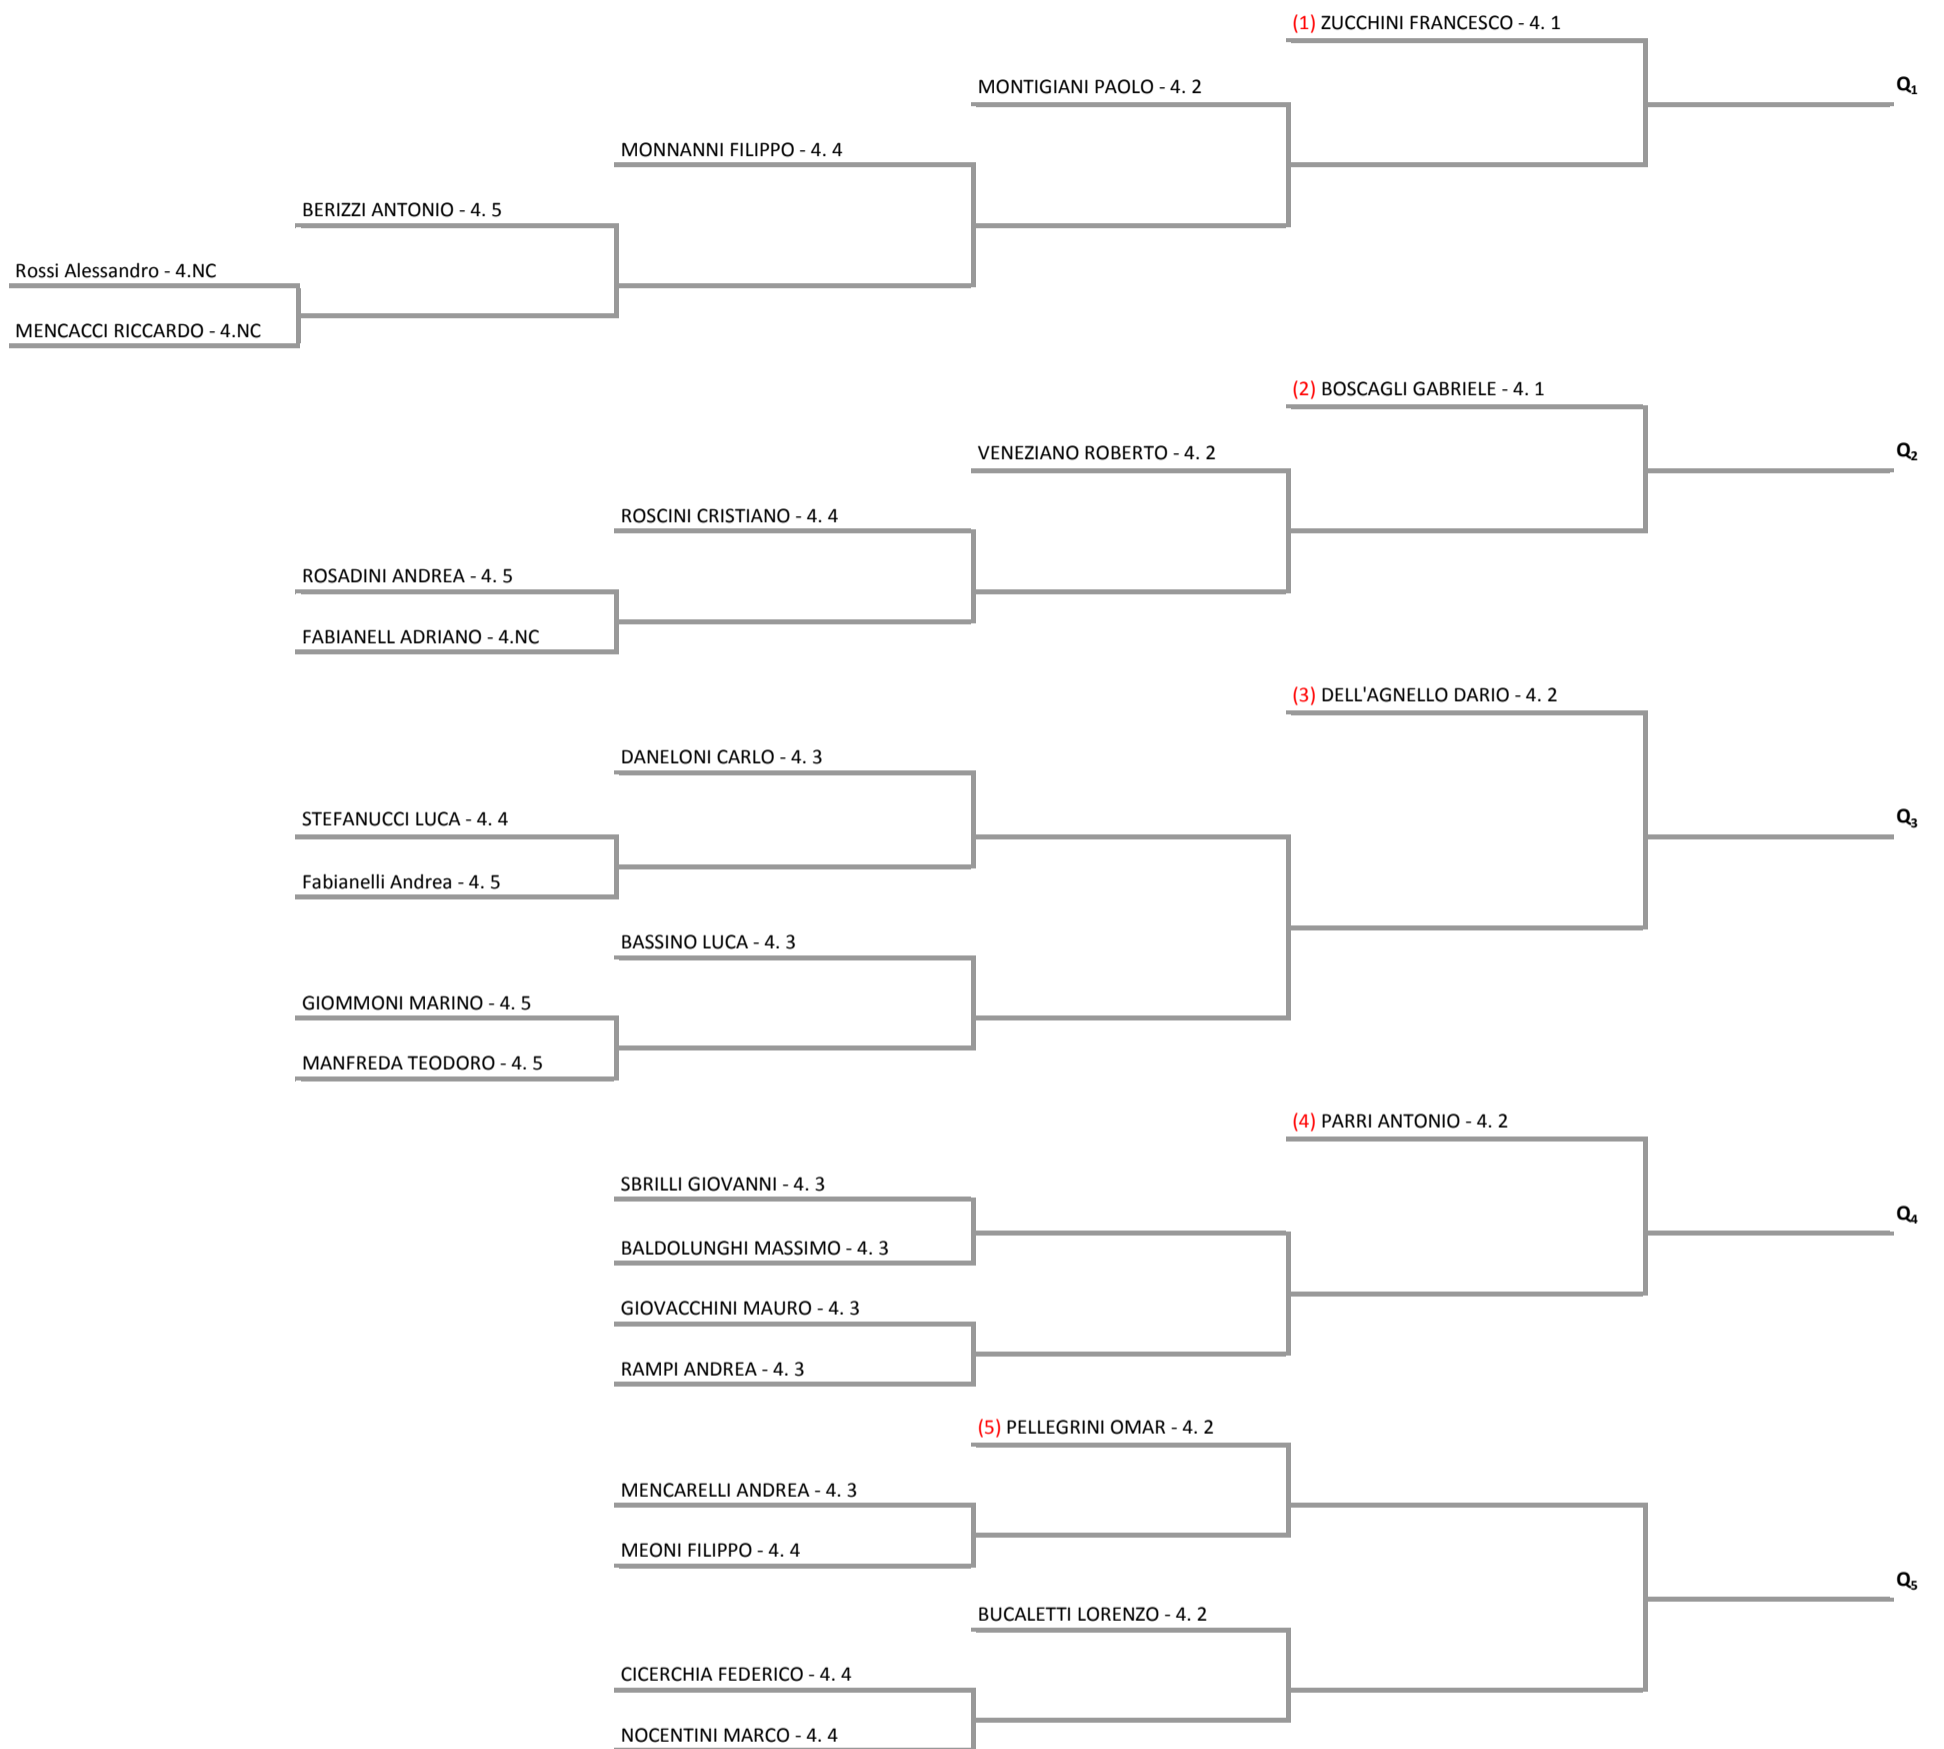 (1) ZUCCHINI FRANCESCO - 4. 1
MONTIGIANI PAOLO - 4. 2
Q1
MONNANNI FILIPPO - 4. 4
BERIZZI ANTONIO - 4. 5
Rossi Alessandro - 4.NC
MENCACCI RICCARDO - 4.NC
(2) BOSCAGLI GABRIELE - 4. 1
VENEZIANO ROBERTO - 4. 2
Q2
ROSCINI CRISTIANO - 4. 4
ROSADINI ANDREA - 4. 5
FABIANELL ADRIANO - 4.NC
(3) DELL'AGNELLO DARIO - 4. 2
DANELONI CARLO - 4. 3
STEFANUCCI LUCA - 4. 4
Q3
Fabianelli Andrea - 4. 5
BASSINO LUCA - 4. 3
GIOMMONI MARINO - 4. 5
MANFREDA TEODORO - 4. 5
(4) PARRI ANTONIO - 4. 2
SBRILLI GIOVANNI - 4. 3
Q4
BALDOLUNGHI MASSIMO - 4. 3
GIOVACCHINI MAURO - 4. 3
RAMPI ANDREA - 4. 3
(5) PELLEGRINI OMAR - 4. 2
MENCARELLI ANDREA - 4. 3
MEONI FILIPPO - 4. 4
Q5
BUCALETTI LORENZO - 4. 2
CICERCHIA FEDERICO - 4. 4
NOCENTINI MARCO - 4. 4